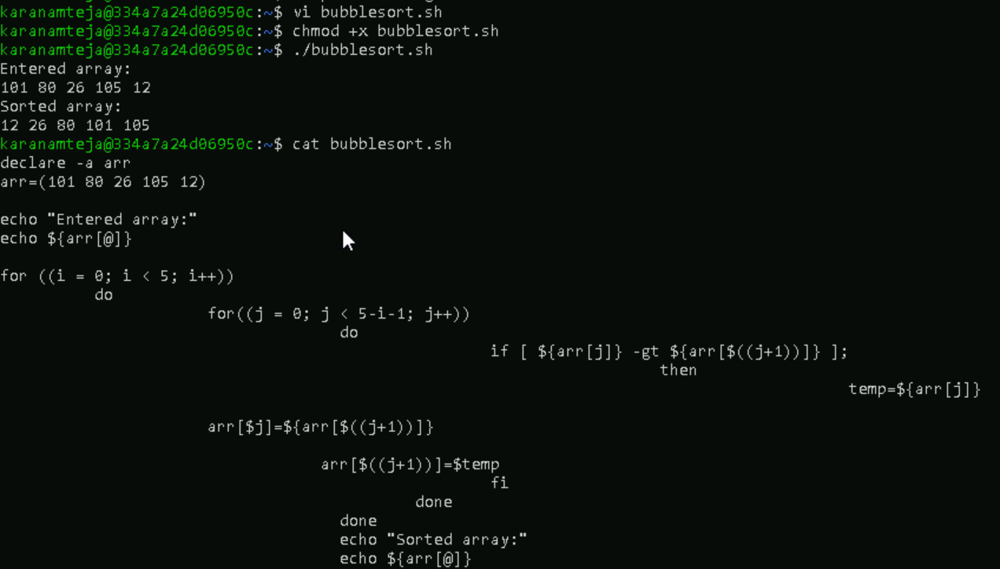 karanamteja@334a7a24d06950c:~$ vi bubblesort.sh
karanamteja@334a7a24d06950c:~$ chmod +x bubblesort.sh
karanamteja@334a7a24d06950c:~$ ./bubblesort.sh
Entered array:
101 80 26 105 12
Sorted array:
12 26 80 101 105
karanamteja@334a7a24d06950c:~$ cat bubblesort.sh
declare -a arr
arr=(101 80 26 105 12)
echo "Entered array:"
echo ${arr[@]}
for ((i = 0; i < 5; i++))
do
for((j = 0; j < 5-i-1; j++))
do
if [ ${arr[j]} -gt ${arr[$((j+1))]} ];
then
temp=${arr[j]}
arr[$j]=${arr[$((j+1))]}
arr[$((j+1))]=$temp
fi
done
done
echo "Sorted array:"
echo ${arr[@]}